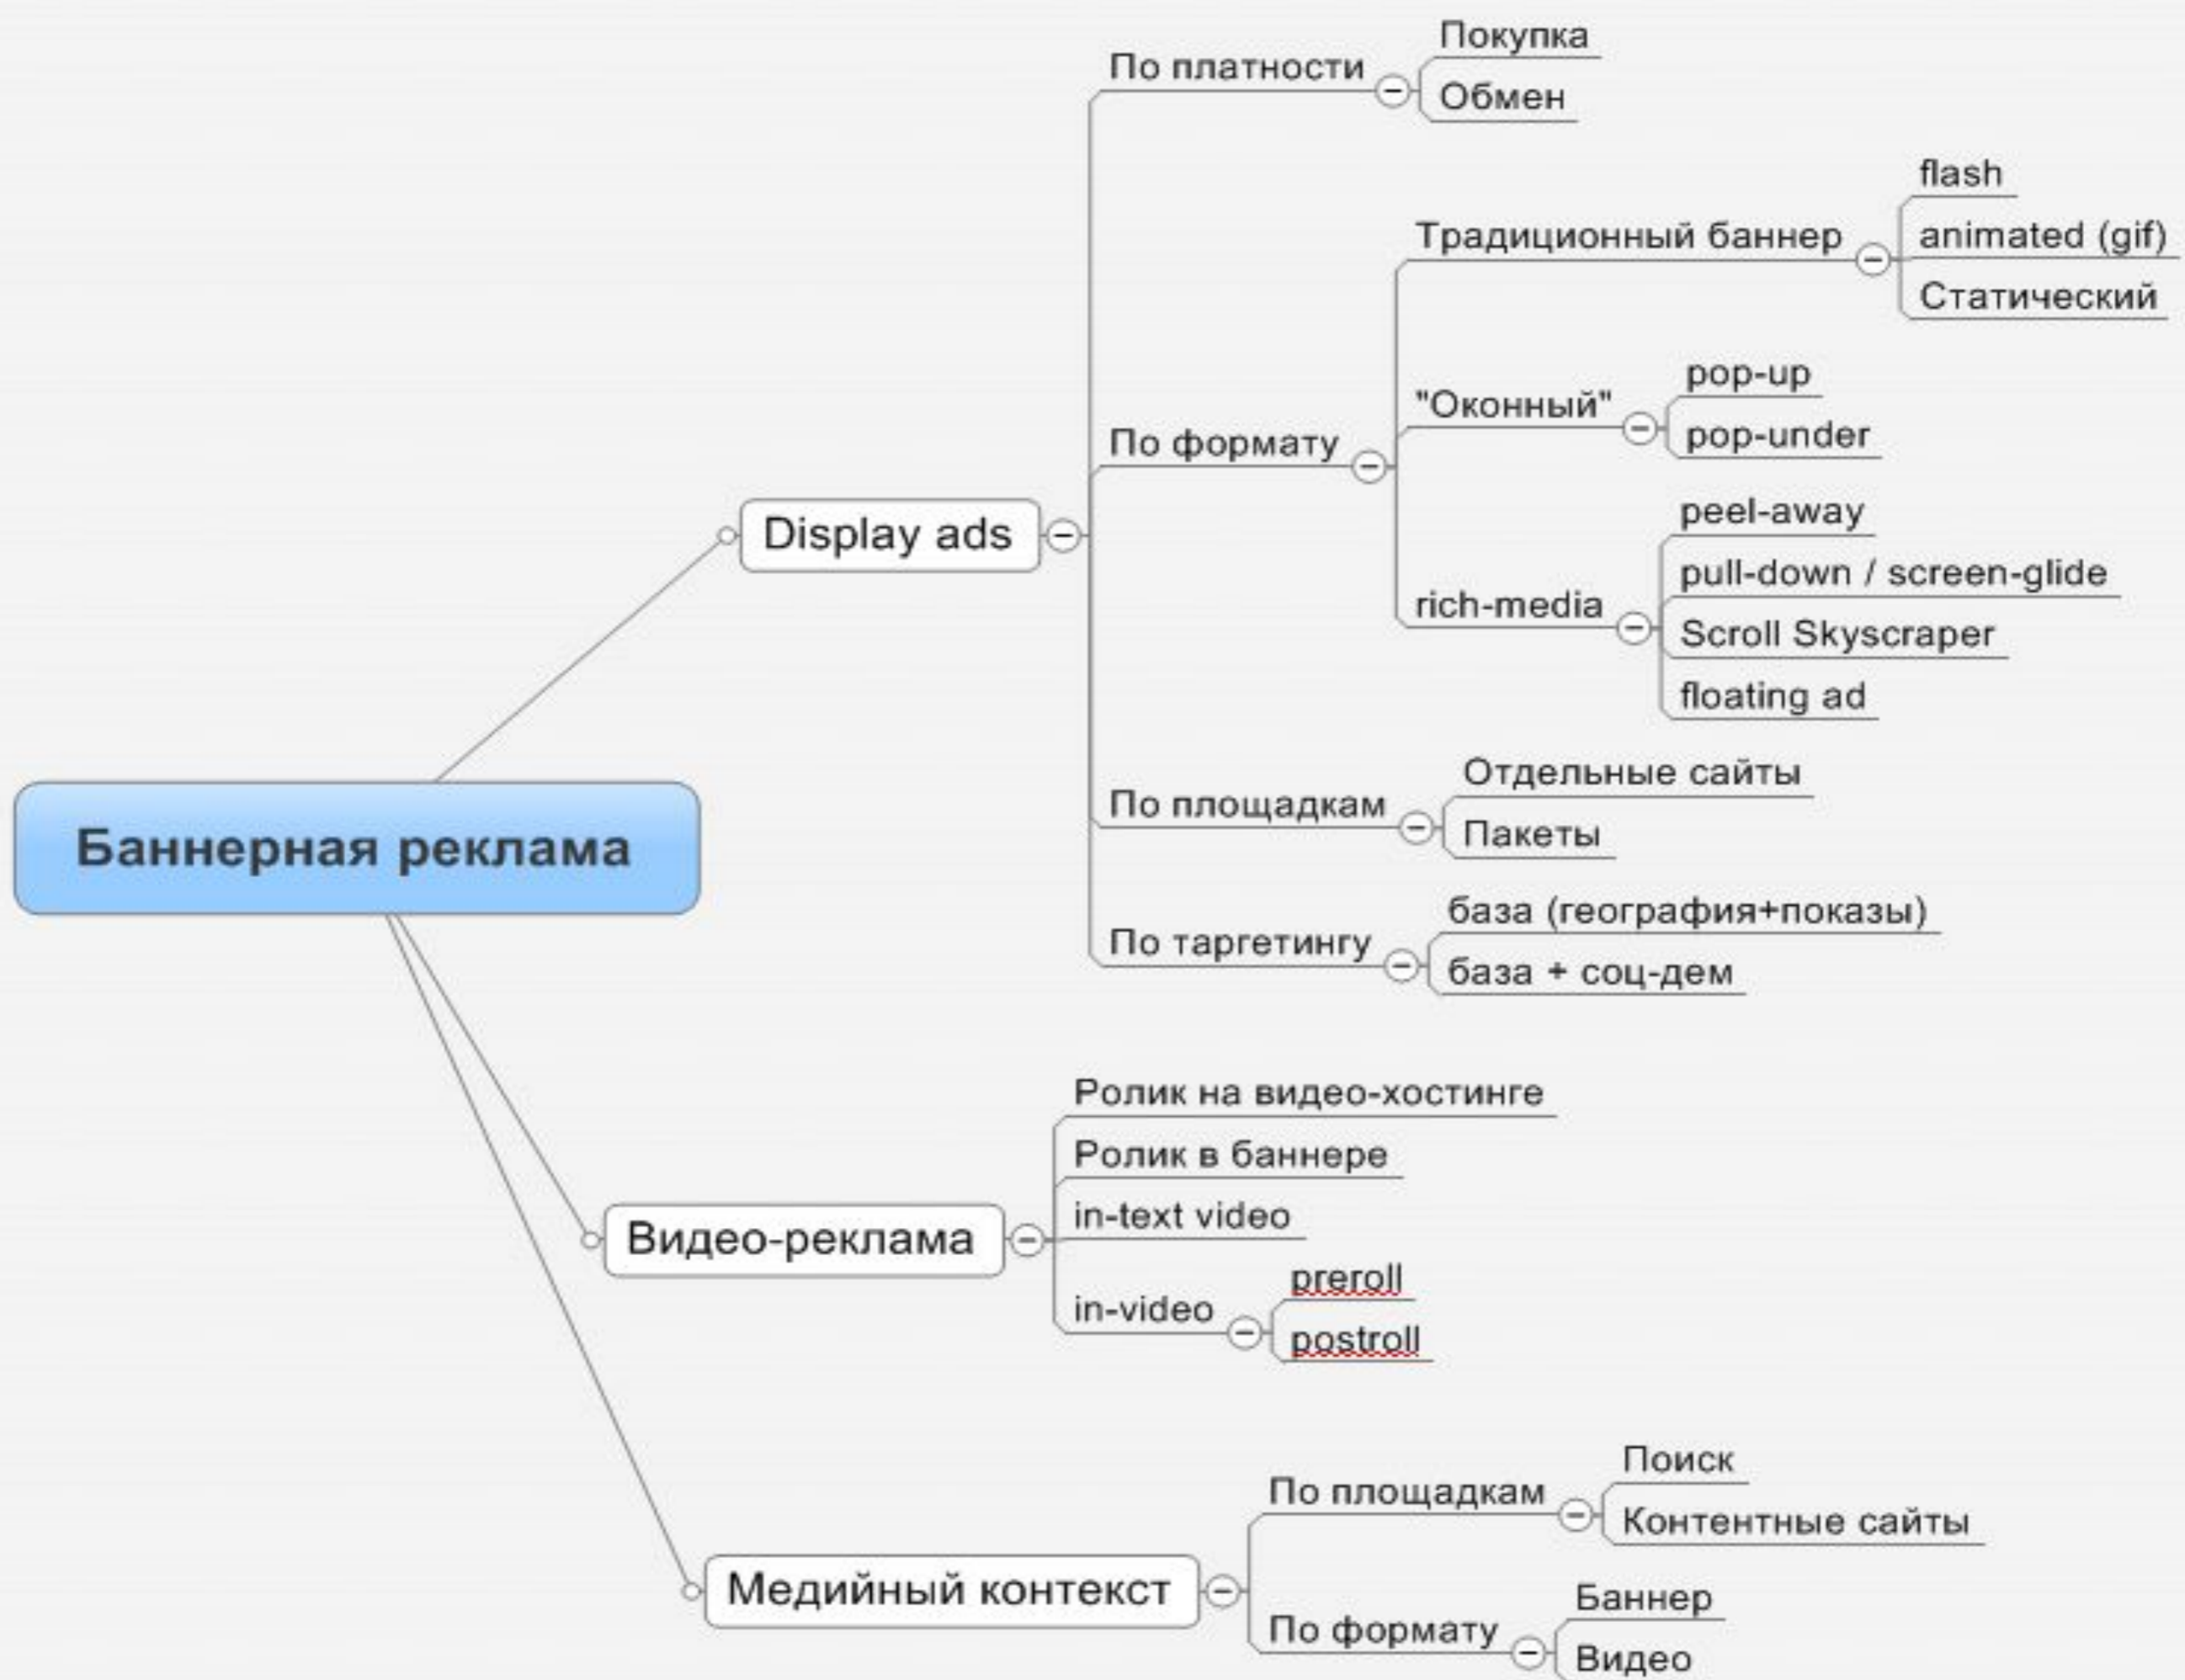 Баннерная реклама
Display ads
По платности
Покупка
Обмен
По формату
Традиционный баннер
flash
animated (gif)
Статический
"Оконный"
pop-up
pop-under
rich-media
peel-away
pull-down / screen-glide
Scroll Skyscraper
floating ad
По площадкам
Отдельные сайты
Пакеты
По таргетингу
база (география+показы)
база + соц-дем
Видео-реклама
Ролик на видео-хостинге
Ролик в баннере
in-text video
in-video
preroll
postroll
Медийный контекст
По площадкам
Поиск
Контентные сайты
По формату
Баннер
Видео